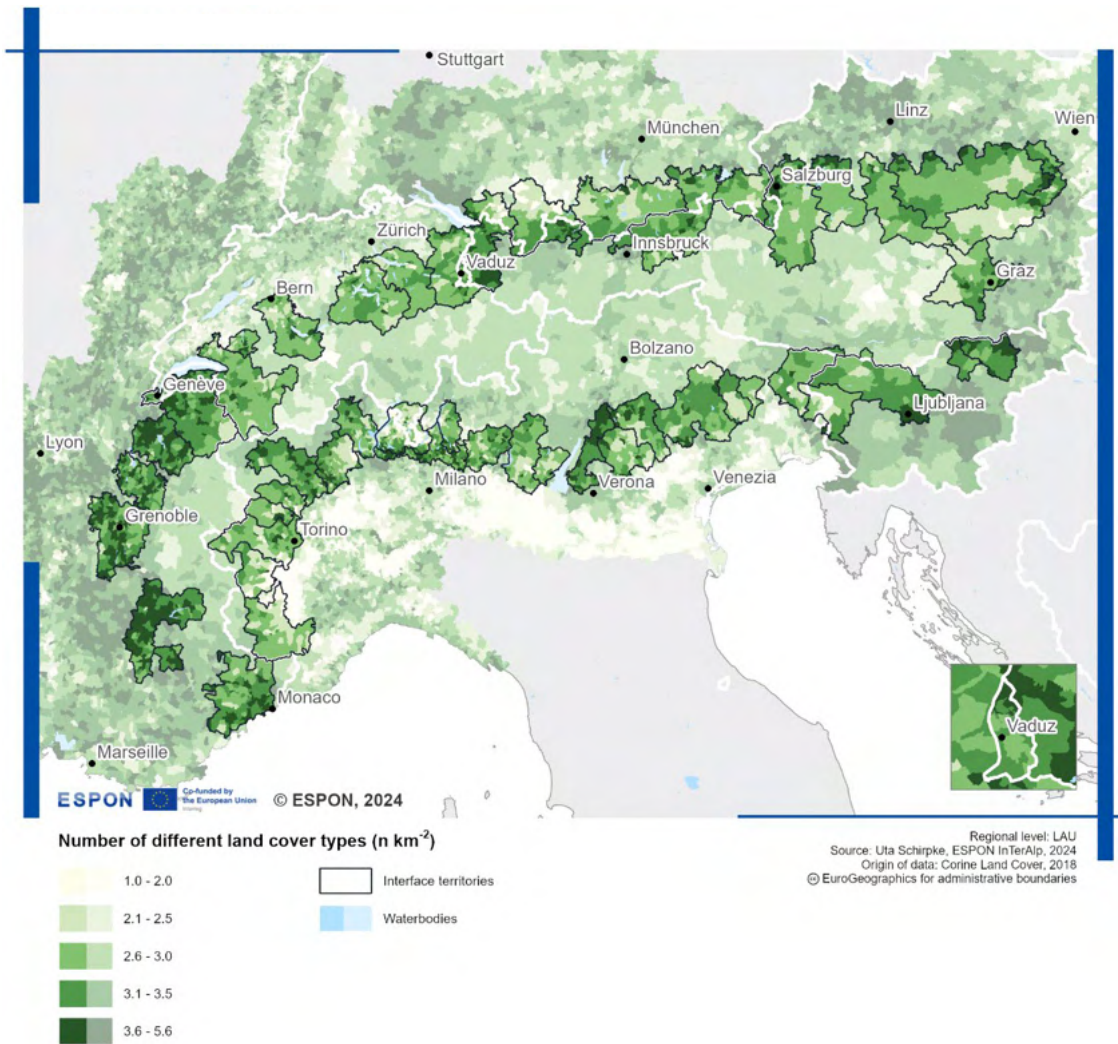 Stuttgart
Linz
Wien
München
Salzburg
Zürich
Innsbruck
Vaduz
Graz
Bern
Bolzano
Genève
Ljubljana
Lyon
Milano
Verona
Venezia
Grenoble
Torino
Monaco
Vaduz
Marseille
ESPON
Co-funded by
the European Union
Interreg
© ESPON, 2024
Number of different land cover types (n km-2)
1.0 - 2.0
2.1 - 2.5
2.6 - 3.0
3.1 - 3.5
3.6 - 5.6
Interface territories
Waterbodies
Regional level: LAU
Source: Uta Schirpke, ESPON InTerAlp, 2024
Origin of data: Corine Land Cover, 2018
cc EuroGeographics for administrative boundaries